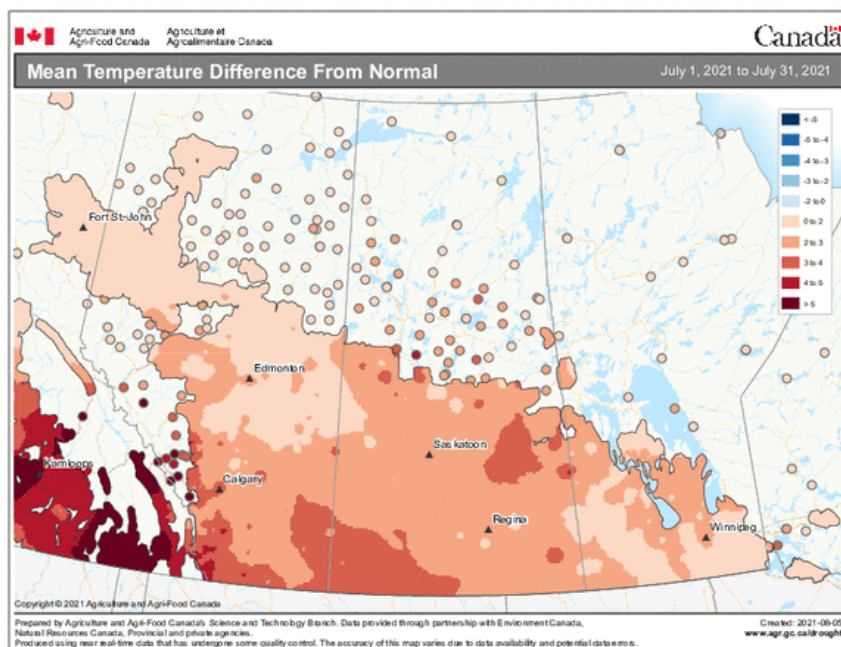 Agriculture and Agriculture et
Agri-Food Canada Agroalimentaire Canada
Canada
Mean Temperature Difference From Normal July 1, 2021 to July 31, 2021
< -5
-5 to -4
-4 to -3
-3 to -2
-2 to 0
0 to 2
2 to 3
3 to 4
4 to 5
> 5
Fort St. John
Edmonton
Saskatoon
Kamloops
Calgary
Regina
Winnipeg
Copyright © 2021 Agriculture and Agri-Food Canada
Prepared by Agriculture and Agri-Food Canada's Science and Technology Branch. Data provided through partnership with Environment Canada, Created: 2021-08-05
Natural Resources Canada, Provincial and private agencies. www.agr.gc.ca/drought
Produced using near real-time data that has undergone some quality control. The accuracy of this map varies due to data availability and potential data errors.